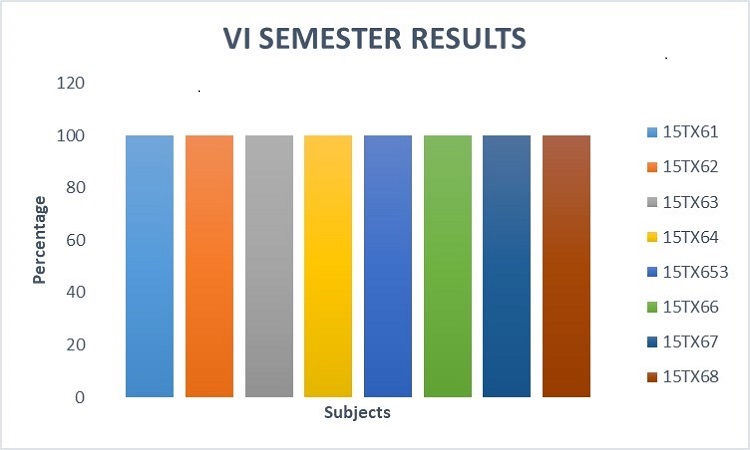 VI SEMESTER RESULTS
120
100
80
60
40
20
0
Percentage
Subjects
15TX61
15TX62
15TX63
15TX64
15TX653
15TX66
15TX67
15TX68